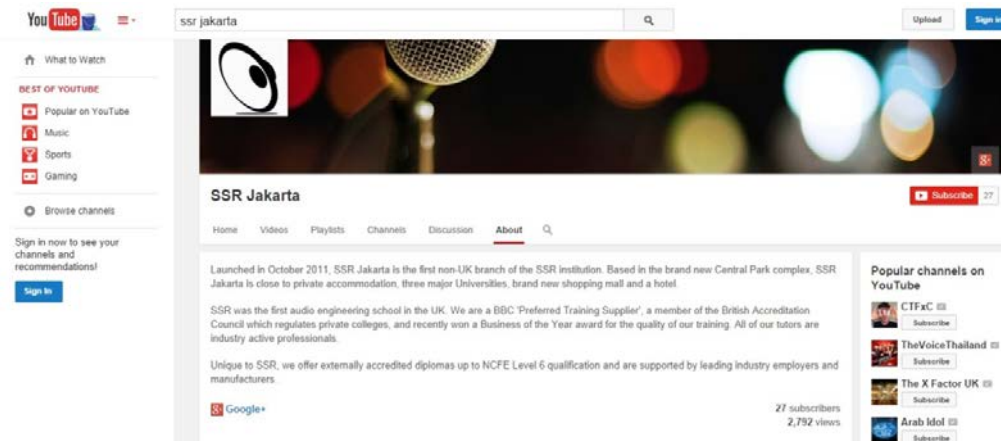 YouTube
ssr jakarta
Upload
Sign in
What to Watch
BEST OF YOUTUBE
Popular on YouTube
Music
Sports
Gaming
Browse channels
Sign in now to see your
channels and
recommendations!
Sign In
SSR Jakarta
Subscribe 27
Home Videos Playlists Channels Discussion About
Launched in October 2011, SSR Jakarta is the first non-UK branch of the SSR institution. Based in the brand new Central Park complex, SSR
Jakarta is close to private accommodation, three major Universities, brand new shopping mall and a hotel.
SSR was the first audio engineering school in the UK. We are a BBC 'Preferred Training Supplier', a member of the British Accreditation
Council which regulates private colleges, and recently won a Business of the Year award for the quality of our training. All of our tutors are
industry active professionals.
Unique to SSR, we offer externally accredited diplomas up to NCFE Level 6 qualification and are supported by leading industry employers and
manufacturers.
Google+
27 subscribers
2,792 views
Popular channels on
YouTube
CTFxC
Subscribe
TheVoiceThailand
Subscribe
The X Factor UK
Subscribe
Arab Idol
Subscribe